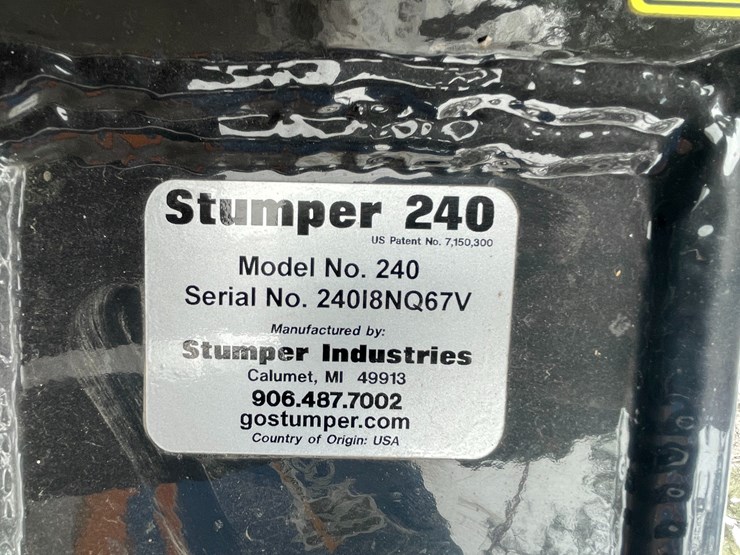 Stumper 240
US Patent No. 7,150,300
Model No. 240
Serial No. 240I8NQ67V
Manufactured by:
Stumper Industries
Calumet, MI 49913
906.487.7002
gostumper.com
Country of Origin: USA